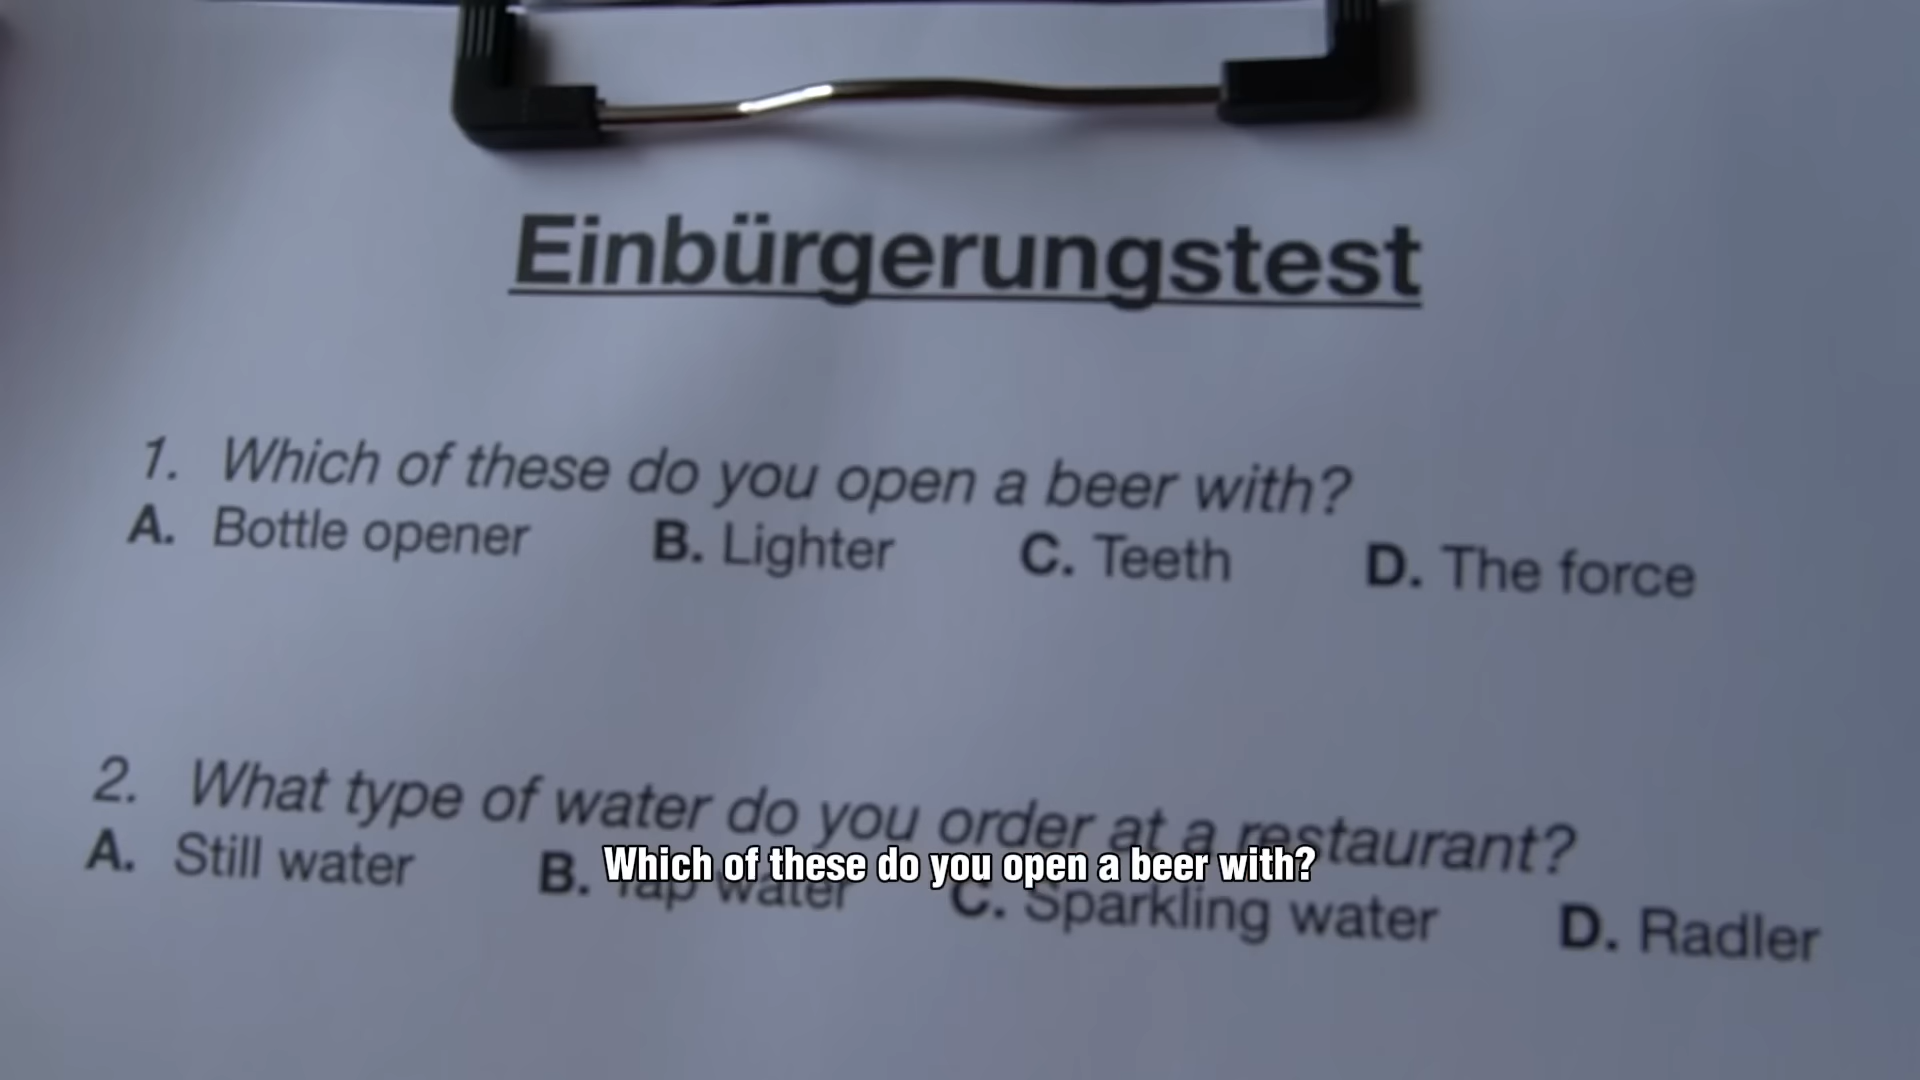 Einbürgerungstest
1. Which of these do you open a beer with?
A. Bottle opener B. Lighter C. Teeth D. The force
2. What type of water do you order at a restaurant?
A. Still water B. Tap water C. Sparkling water D. Radler
Which of these do you open a beer with?